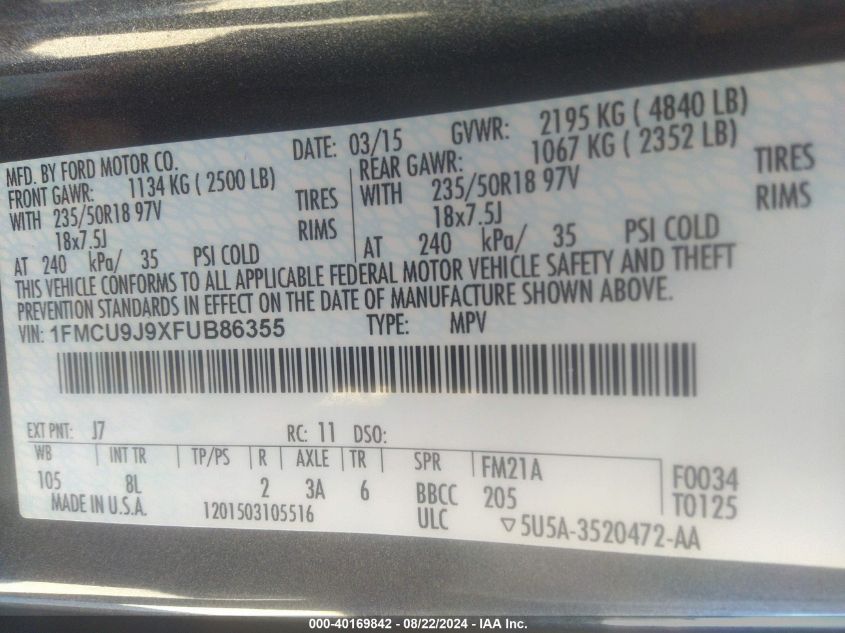 MFD. BY FORD MOTOR CO. DATE: 03/15 GVWR: 2195 KG ( 4840 LB)
FRONT GAWR: 1134 KG ( 2500 LB) REAR GAWR: 1067 KG ( 2352 LB)
WITH 235/50R18 97V TIRES WITH 235/50R18 97V TIRES
18x7.5J RIMS 18x7.5J RIMS
AT 240 kPa/ 35 PSI COLD AT 240 kPa/ 35 PSI COLD
THIS VEHICLE CONFORMS TO ALL APPLICABLE FEDERAL MOTOR VEHICLE SAFETY AND THEFT
PREVENTION STANDARDS IN EFFECT ON THE DATE OF MANUFACTURE SHOWN ABOVE.
VIN: 1FMCU9J9XFUB86355 TYPE: MPV
EXT PNT: J7 RC: 11 DSO:
WB INT TR TP/PS R AXLE TR SPR FM21A F0034
105 8L 2 3A 6 BBCC 205 T0125
MADE IN U.S.A. 1201503105516 ULC ▽5U5A-3520472-AA
000-40169842 - 08/22/2024 - IAA Inc.